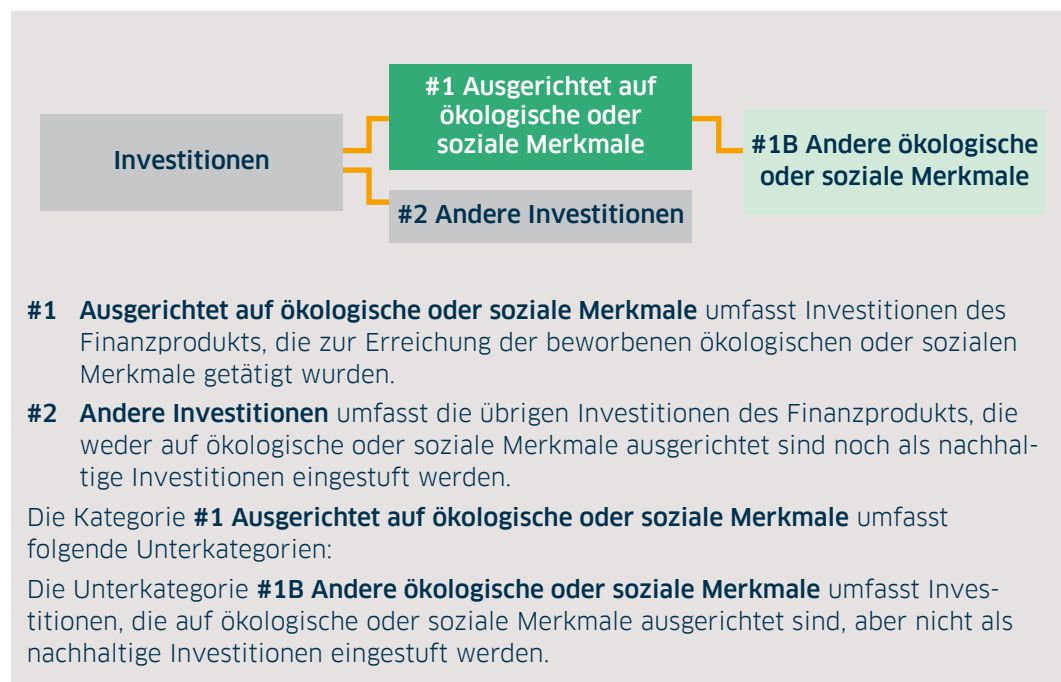 #1 Ausgerichtet auf
ökologische oder
soziale Merkmale
Investitionen
#1B Andere ökologische
oder soziale Merkmale
#2 Andere Investitionen
#1 Ausgerichtet auf ökologische oder soziale Merkmale umfasst Investitionen des
Finanzprodukts, die zur Erreichung der beworbenen ökologischen oder sozialen
Merkmale getätigt wurden.
#2 Andere Investitionen umfasst die übrigen Investitionen des Finanzprodukts, die
weder auf ökologische oder soziale Merkmale ausgerichtet sind noch als nachhal-
tige Investitionen eingestuft werden.
Die Kategorie #1 Ausgerichtet auf ökologische oder soziale Merkmale umfasst
folgende Unterkategorien:
Die Unterkategorie #1B Andere ökologische oder soziale Merkmale umfasst Inves-
titionen, die auf ökologische oder soziale Merkmale ausgerichtet sind, aber nicht als
nachhaltige Investitionen eingestuft werden.